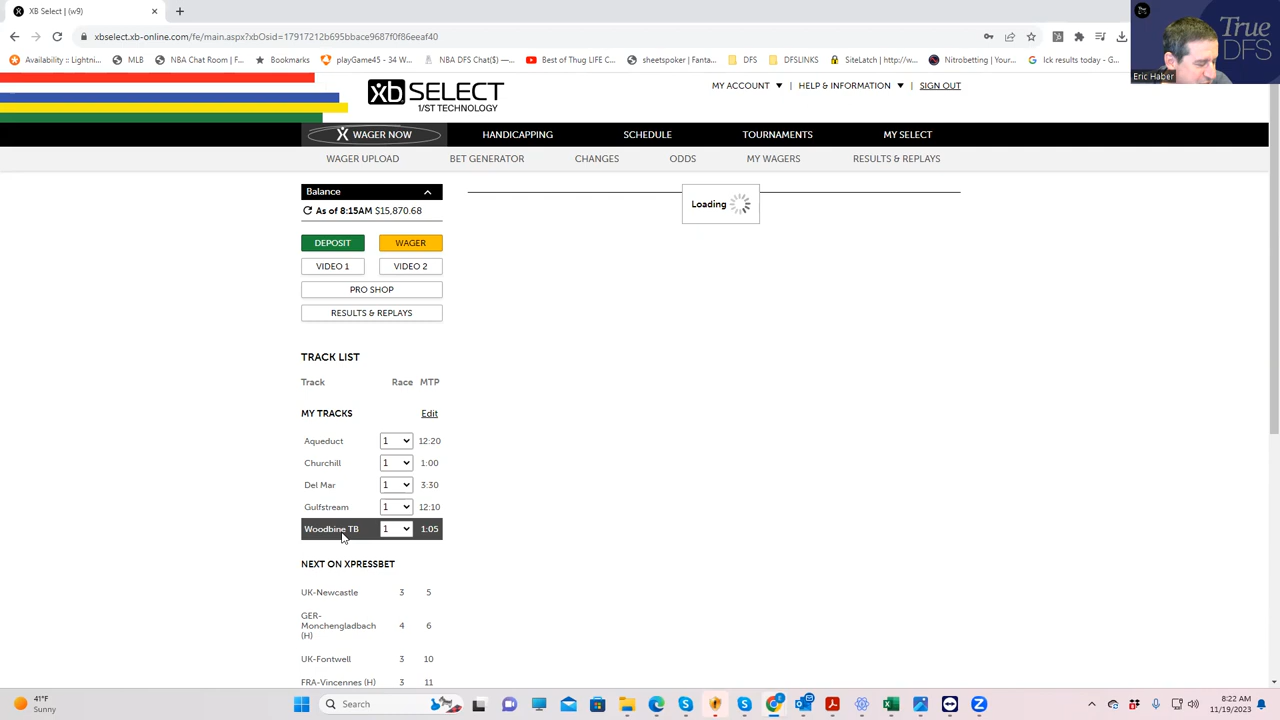 XB Select | (w9)
xbselect.xb-online.com/fe/main.aspx?xbOsid=17917212b695bbace9687f0f86eeaf40
Availability :: Lightni...
MLB
NBA Chat Room | F...
Bookmarks
playGame45 - 34 W...
NBA DFS Chat($) —...
Best of Thug LIFE C...
sheetspoker | Fanta...
DFS
DFSLINKS
SiteLatch | http://w...
Nitrobetting | Your...
Ick results today - G...
True
DFS
Eric Haber
XB SELECT
1/ST TECHNOLOGY
MY ACCOUNT
HELP & INFORMATION
SIGN OUT
WAGER NOW
HANDICAPPING
SCHEDULE
TOURNAMENTS
MY SELECT
WAGER UPLOAD
BET GENERATOR
CHANGES
ODDS
MY WAGERS
RESULTS & REPLAYS
Balance
As of 8:15AM $15,870.68
Loading
DEPOSIT
WAGER
VIDEO 1
VIDEO 2
PRO SHOP
RESULTS & REPLAYS
TRACK LIST
Track Race MTP
MY TRACKS Edit
Aqueduct 1 12:20
Churchill 1 1:00
Del Mar 1 3:30
Gulfstream 1 12:10
Woodbine TB 1 1:05
NEXT ON XPRESSBET
UK-Newcastle 3 5
GER-
Monchengladbach 4 6
(H)
UK-Fontwell 3 10
FRA-Vincennes (H) 3 11
41°F
Sunny
Search
8:22 AM
11/19/2023